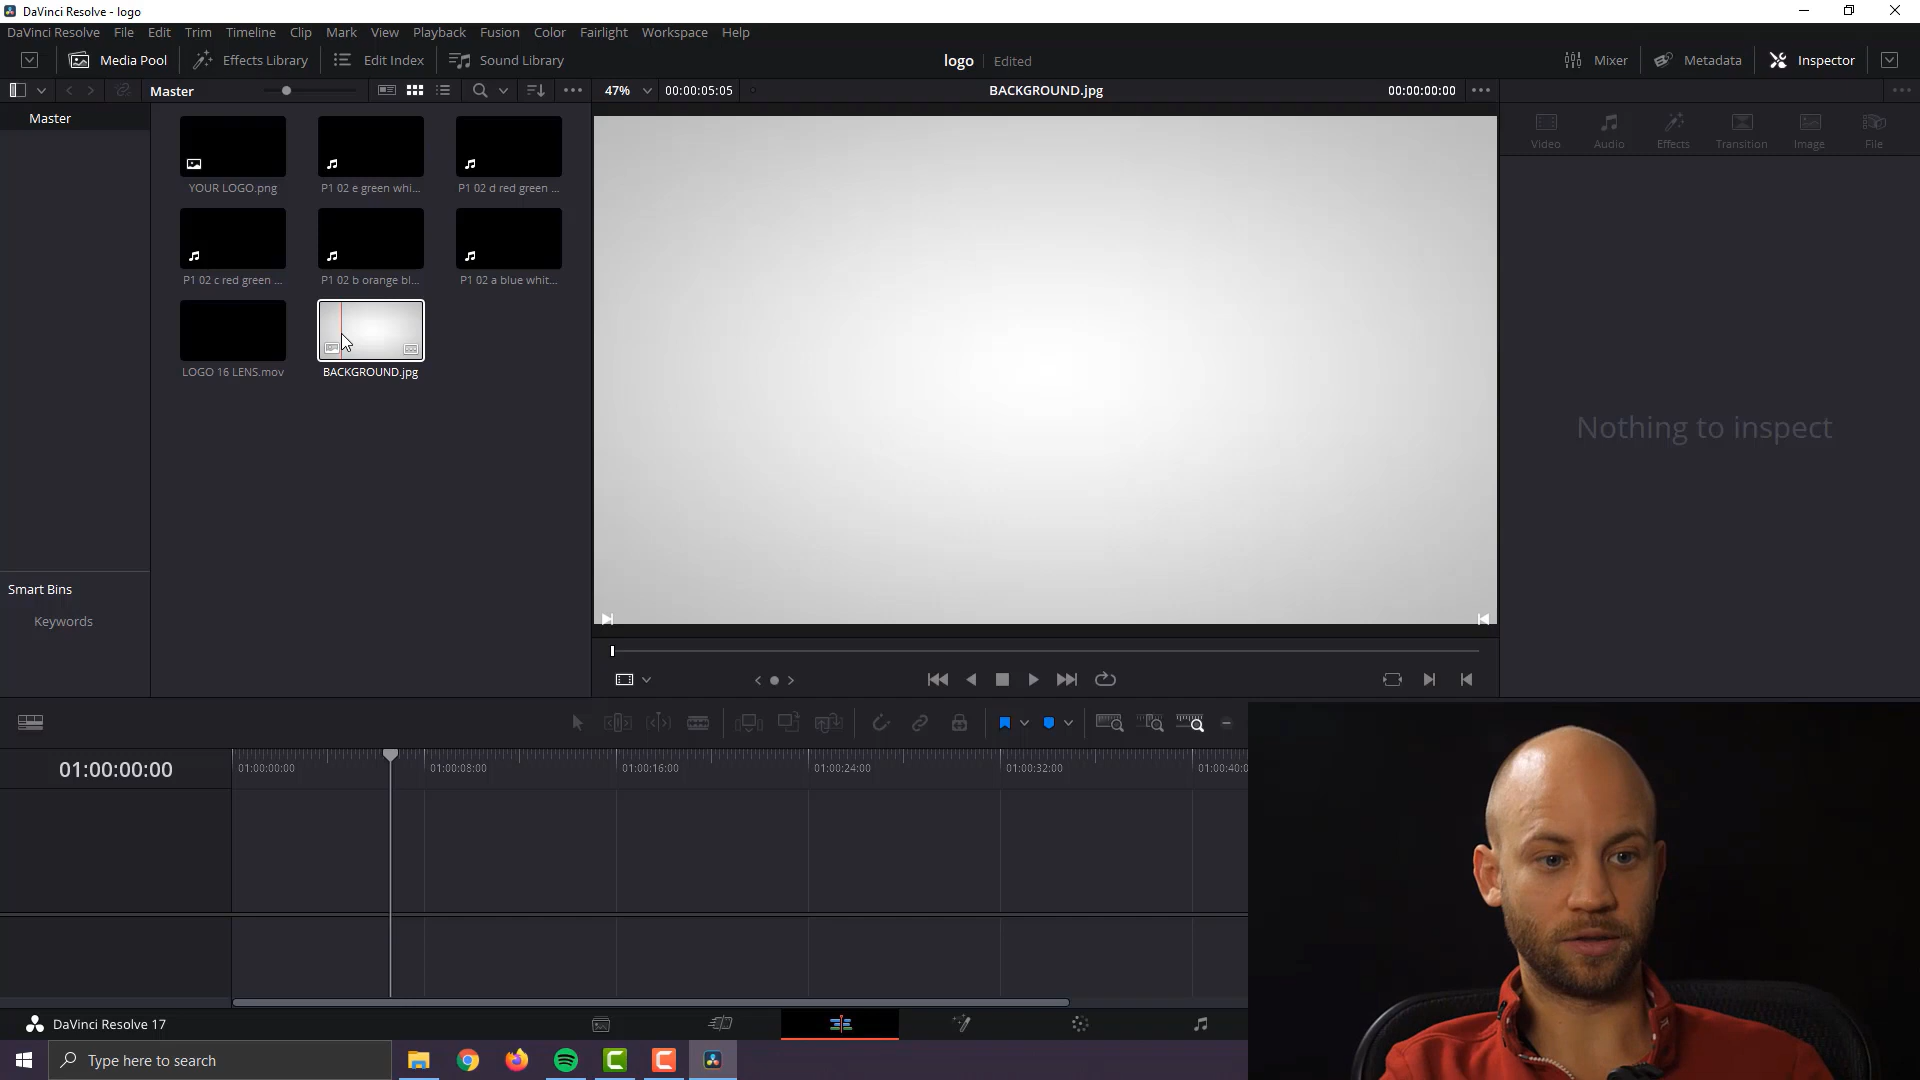 DaVinci Resolve - logo
DaVinci Resolve File Edit Trim Timeline Clip Mark View Playback Fusion Color Fairlight Workspace Help
Media Pool Effects Library Edit Index Sound Library logo Edited Mixer Metadata Inspector
Master 47% 00:00:05:05 BACKGROUND.jpg 00:00:00:00
Master
Video Audio Effects Transition Image File
YOUR LOGO.png P1 02 e green whi... P1 02 d red green ...
P1 02 c red green ... P1 02 b orange bl... P1 02 a blue whit...
LOGO 16 LENS.mov BACKGROUND.jpg
Nothing to inspect
Smart Bins
Keywords
01:00:00:00 01:00:00:00 01:00:08:00 01:00:16:00 01:00:24:00 01:00:32:00 01:00:40:0
DaVinci Resolve 17
Type here to search